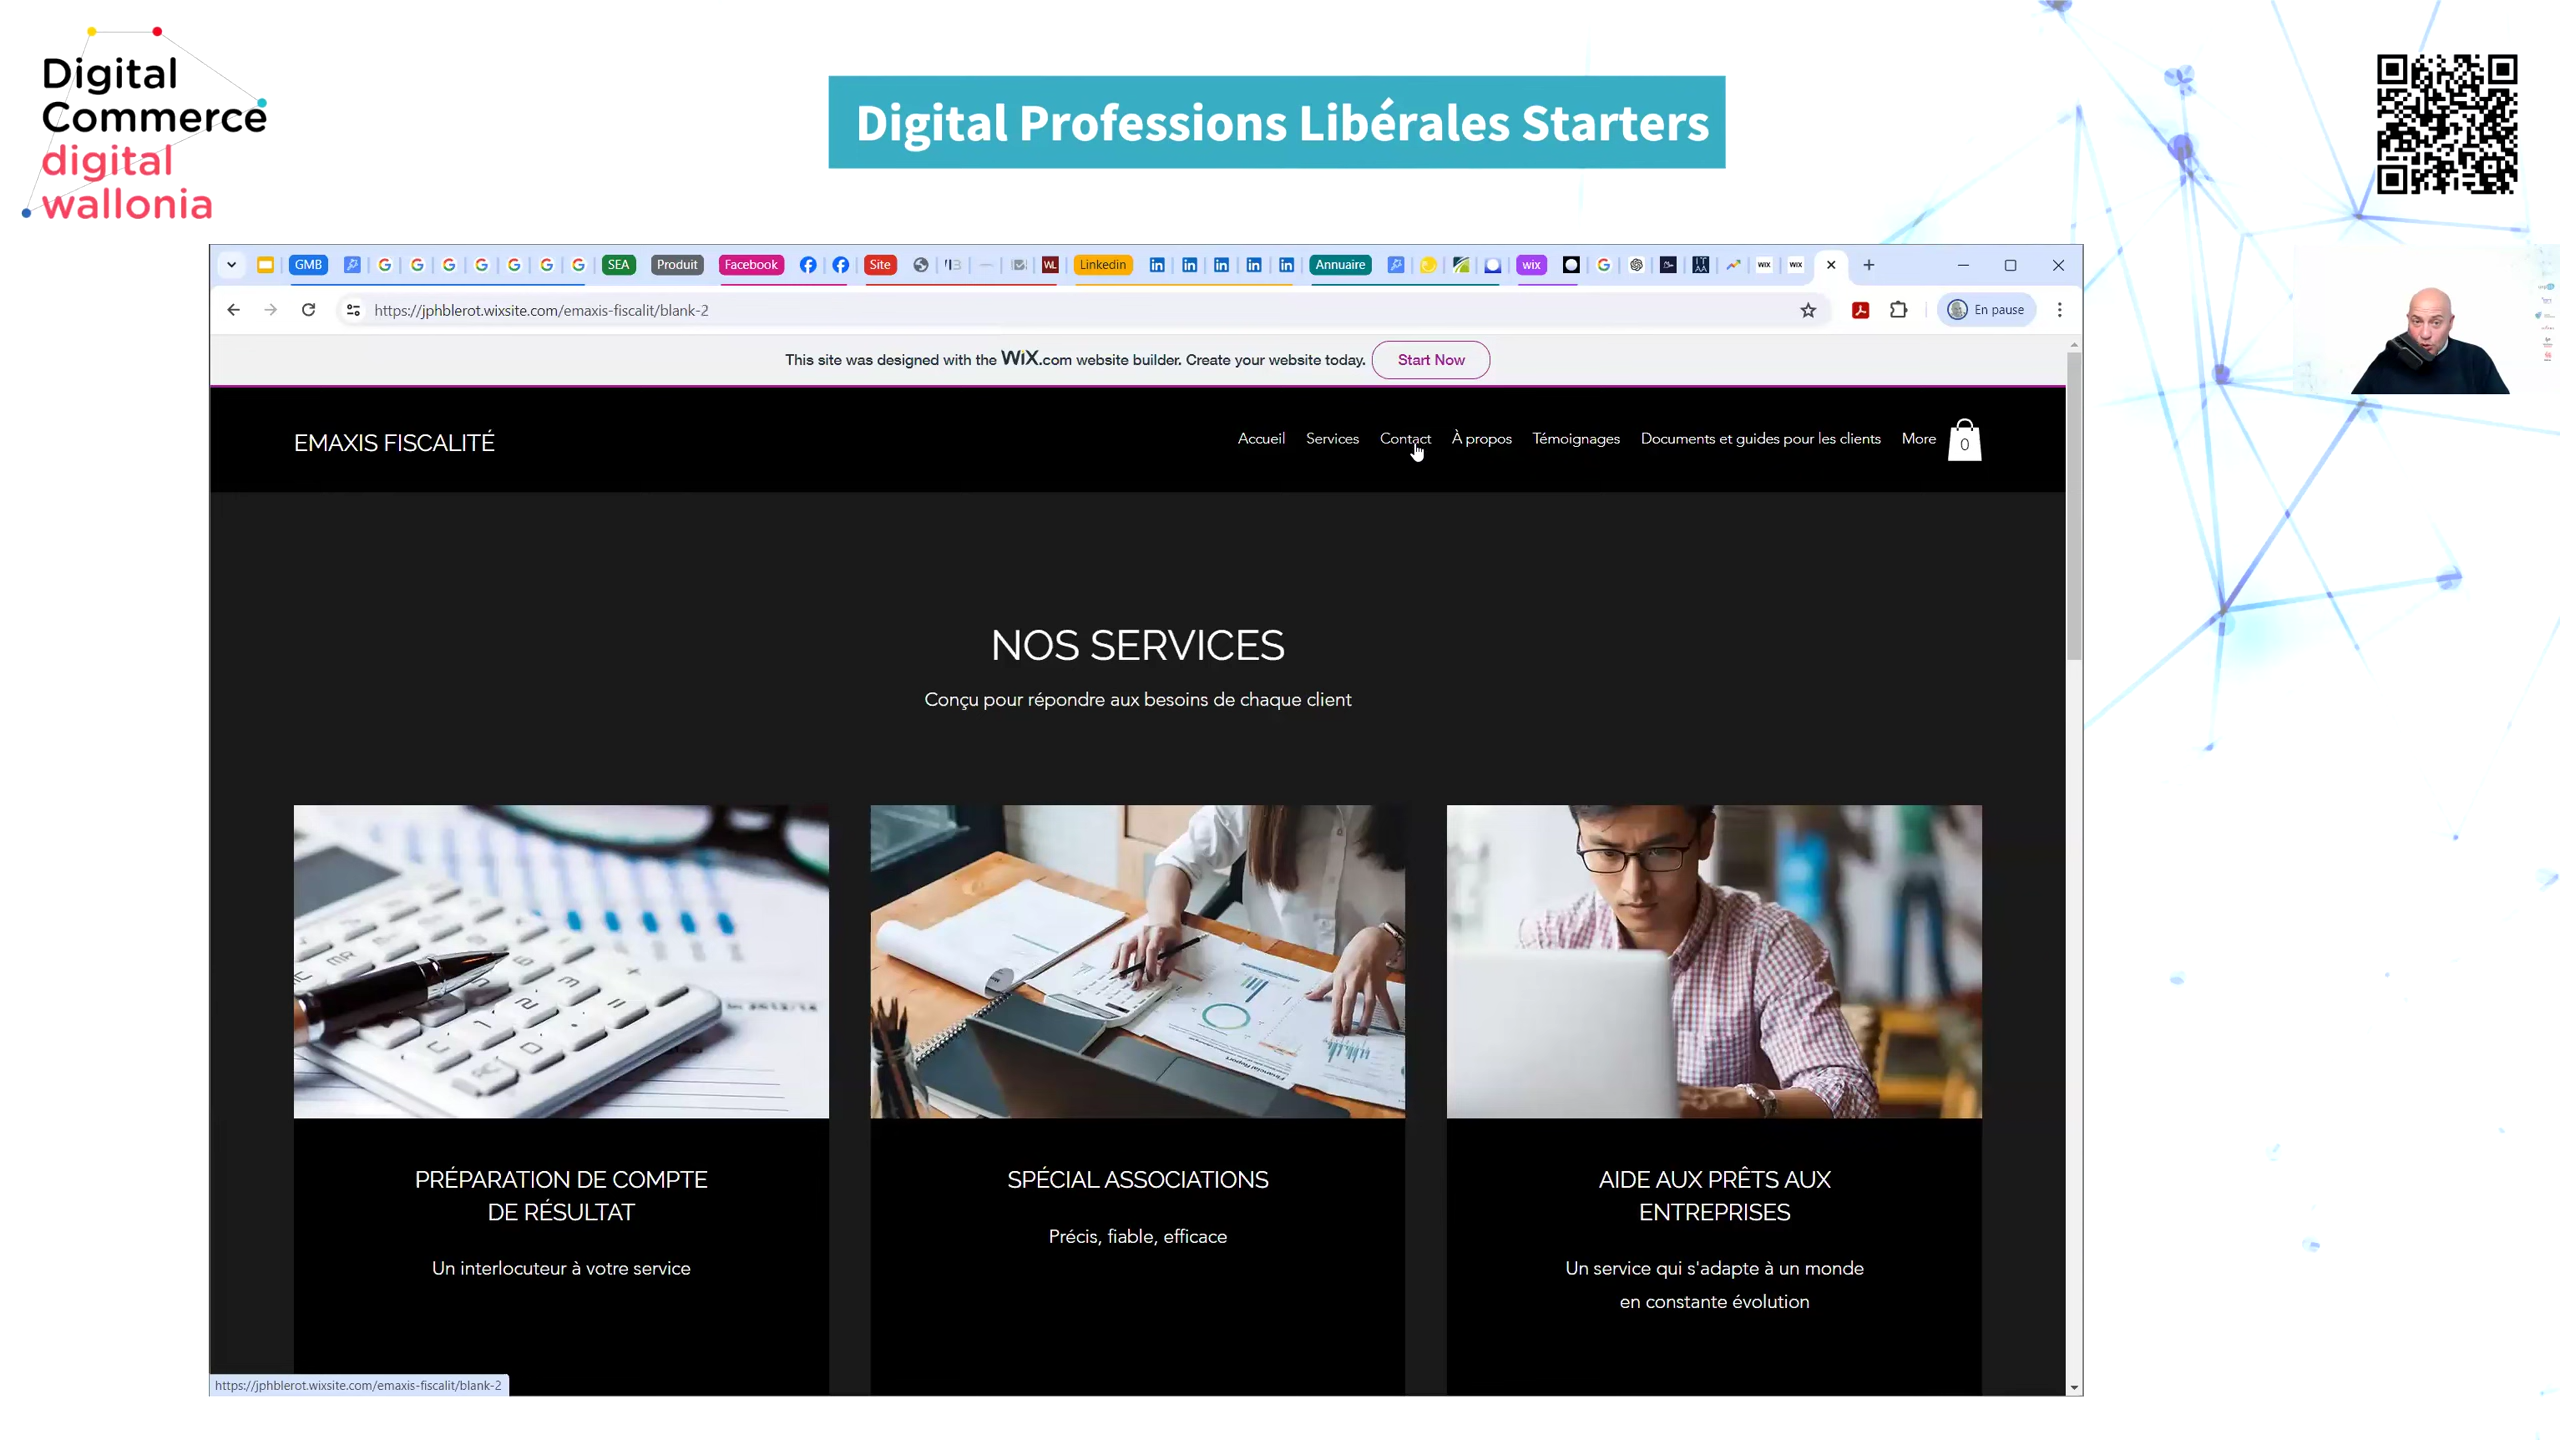 Digital
Commerce
digital
wallonia
Digital Professions Libérales Starters
GMB
SEA
Produit
Facebook
Site
WL
Linkedin
Annuaire
wix
WIX
WIX
https://jphblerot.wixsite.com/emaxis-fiscalit/blank-2
En pause
This site was designed with the WiX.com website builder. Create your website today.
Start Now
EMAXIS FISCALITÉ
Accueil
Services
Contact
À propos
Témoignages
Documents et guides pour les clients
More
0
NOS SERVICES
Conçu pour répondre aux besoins de chaque client
PRÉPARATION DE COMPTE
DE RÉSULTAT
Un interlocuteur à votre service
SPÉCIAL ASSOCIATIONS
Précis, fiable, efficace
AIDE AUX PRÊTS AUX
ENTREPRISES
Un service qui s'adapte à un monde
en constante évolution
https://jphblerot.wixsite.com/emaxis-fiscalit/blank-2